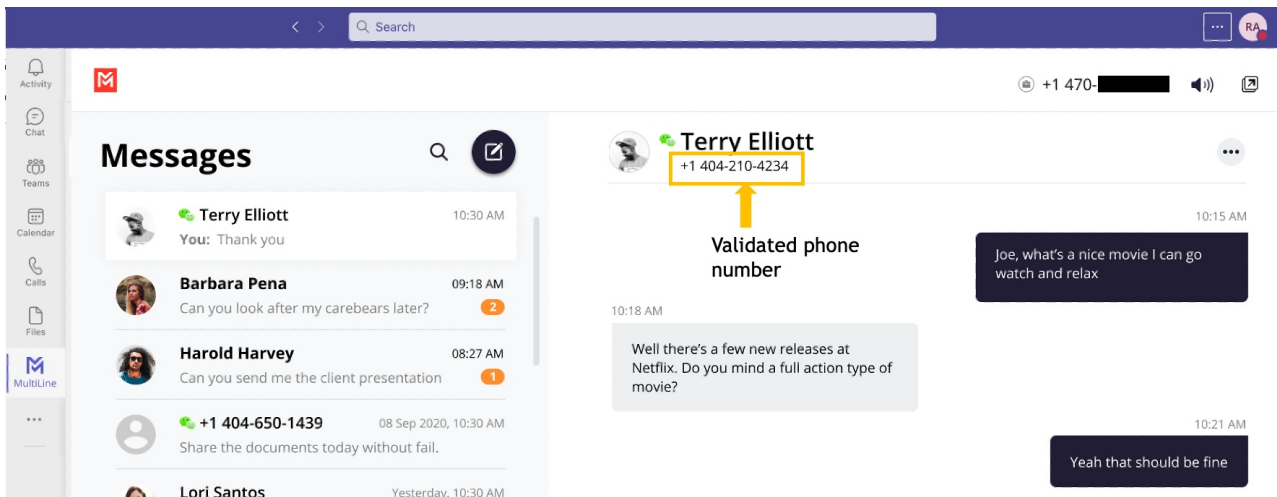 Search
...
RA
Activity
Chat
Teams
Calendar
Calls
Files
MultiLine
...
+1 470-
Messages
Terry Elliott
10:30 AM
You: Thank you
Barbara Pena
09:18 AM
Can you look after my carebears later?
2
Harold Harvey
08:27 AM
Can you send me the client presentation
1
+1 404-650-1439
08 Sep 2020, 10:30 AM
Share the documents today without fail.
Lori Santos
Yesterday, 10:30 AM
Terry Elliott
+1 404-210-4234
...
Validated phone
number
10:15 AM
Joe, what's a nice movie I can go
watch and relax
10:18 AM
Well there's a few new releases at
Netflix. Do you mind a full action type of
movie?
10:21 AM
Yeah that should be fine